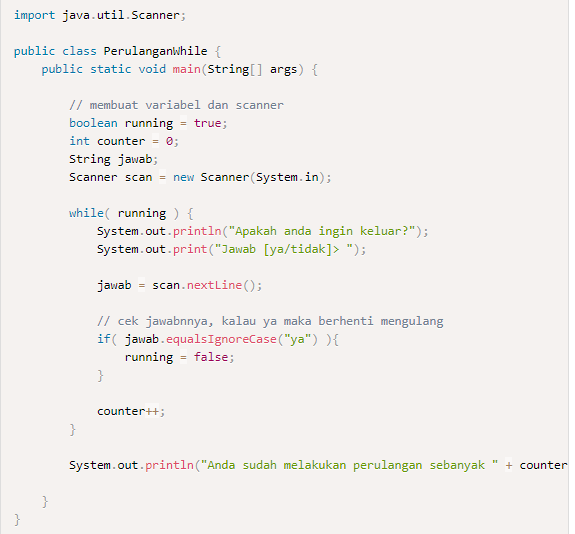 import java.util.Scanner;
public class PerulanganWhile {
public static void main(String[] args) {
// membuat variabel dan scanner
boolean running = true;
int counter = 0;
String jawab;
Scanner scan = new Scanner(System.in);
while( running ) {
System.out.println("Apakah anda ingin keluar?");
System.out.print("Jawab [ya/tidak]> ");
jawab = scan.nextLine();
// cek jawabnnya, kalau ya maka berhenti mengulang
if( jawab.equalsIgnoreCase("ya") ){
running = false;
}
counter++;
}
System.out.println("Anda sudah melakukan perulangan sebanyak " + counter
}
}